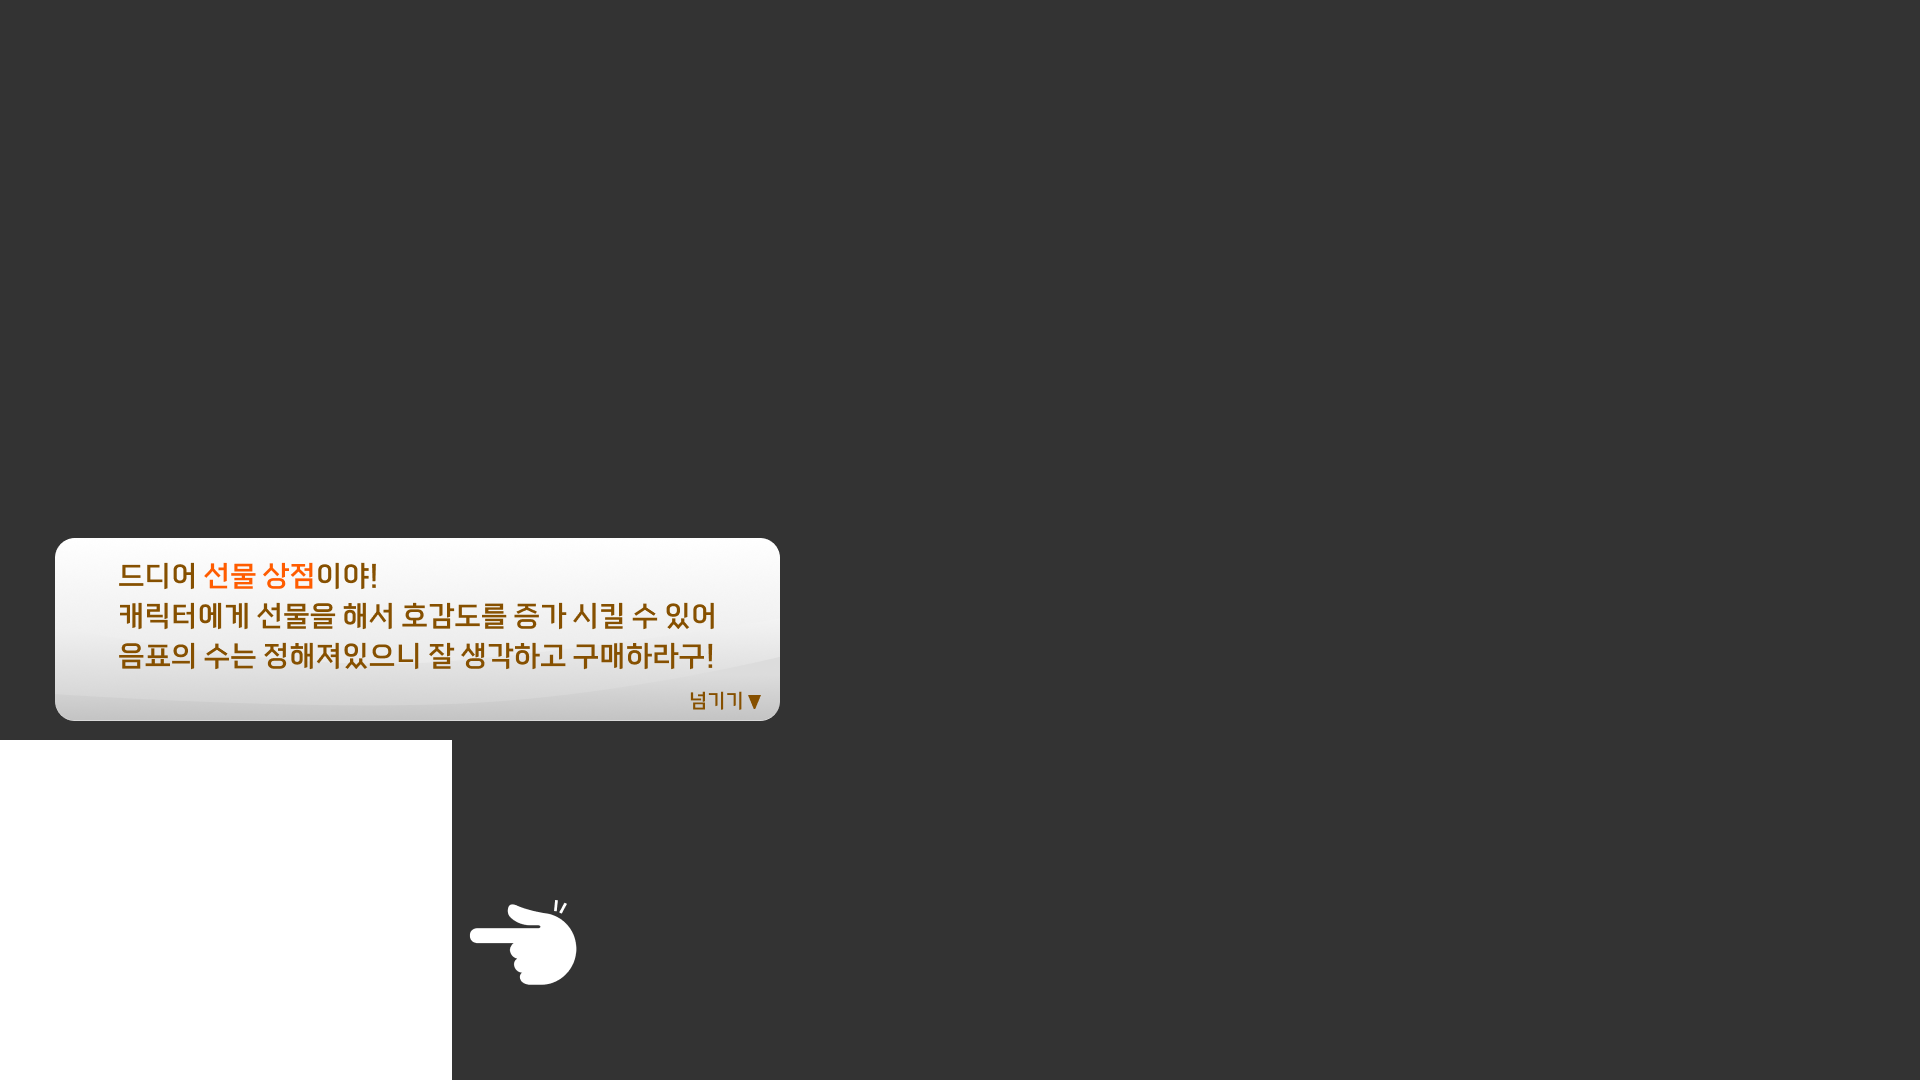 드디어 선물 상점이야!
캐릭터에게 선물을 해서 호감도를 증가 시킬 수 있어
음표의 수는 정해져있으니 잘 생각하고 구매하라구!
넘기기▼